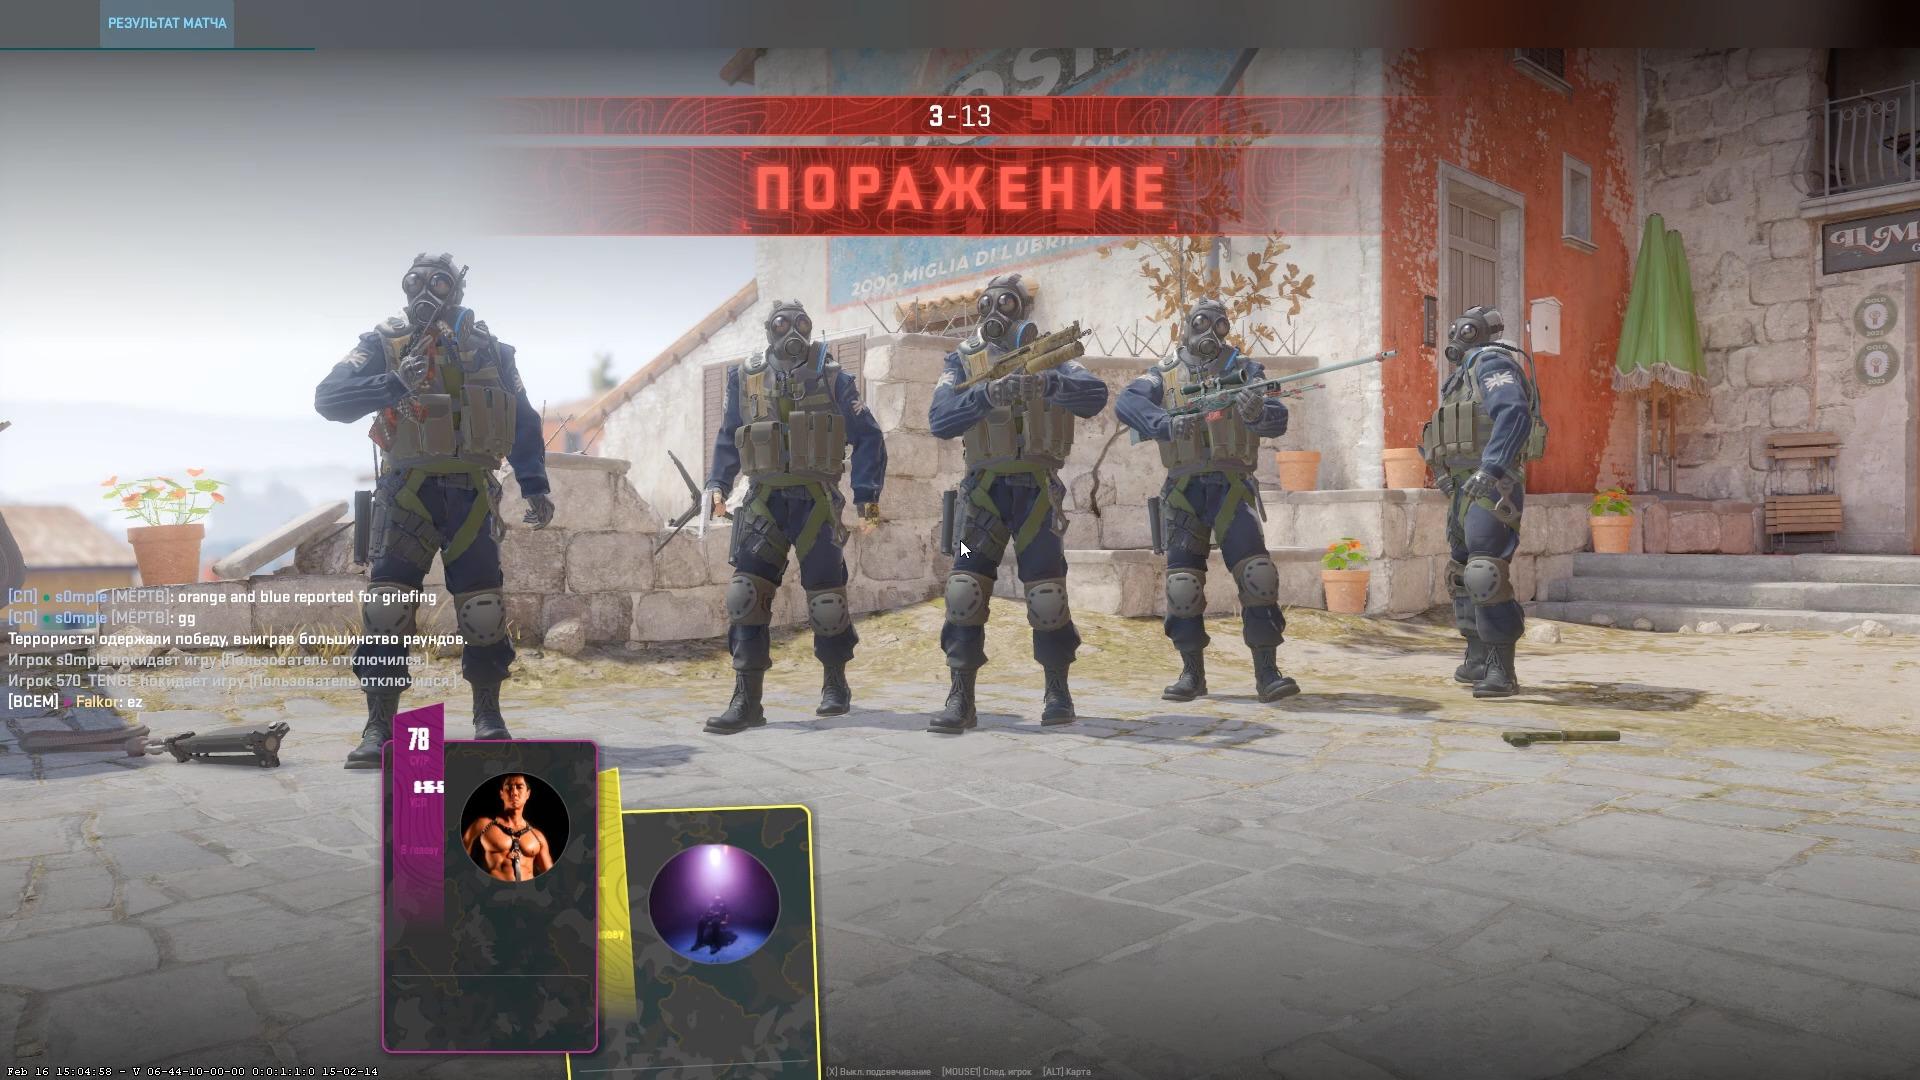 РЕЗУЛЬТАТ МАТЧА
3-13
ПОРАЖЕНИЕ
2000 MIGLIA DI
[СП] ● s0mple [МЁРТВ]: orange and blue reported for griefing
[СП] ● s0mple [МЁРТВ]: gg
Террористы одержали победу, выиграв большинство раундов.
Игрок s0mple покидает игру (Пользователь отключился.)
Игрок 570_TENGE покидает игру (Пользователь отключился.)
[ВСЕМ] Falkor: ez
78
[X] Выкл. подсвечивание [MOUSE1] След. игрок [ALT] Карта
Feb 16 15:04:58 - V 06-44-10-00-00 0:0:1:1:0 15-02-14